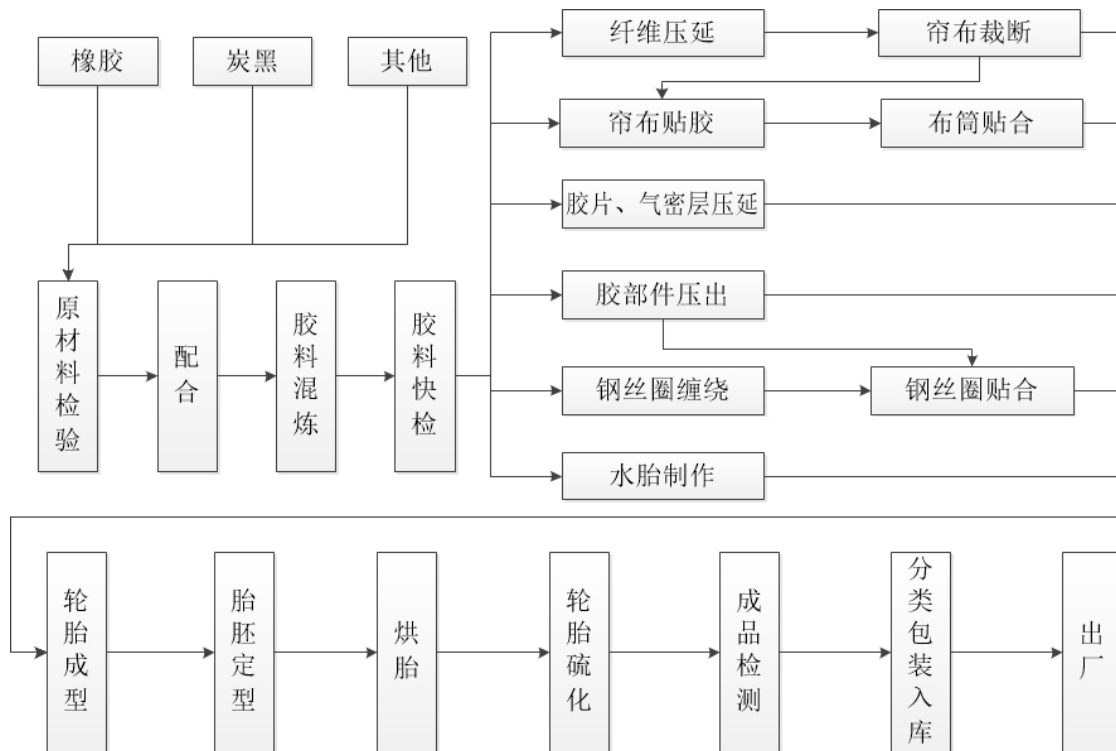 橡胶
炭黑
其他
纤维压延
帘布裁断
帘布贴胶
布筒贴合
胶片、气密层压延
胶部件压出
钢丝圈缠绕
钢丝圈贴合
水胎制作
原材料检验
配合
胶料混炼
胶料快检
轮胎成型
胎胚定型
烘胎
轮胎硫化
成品检测
分类包装入库
出厂